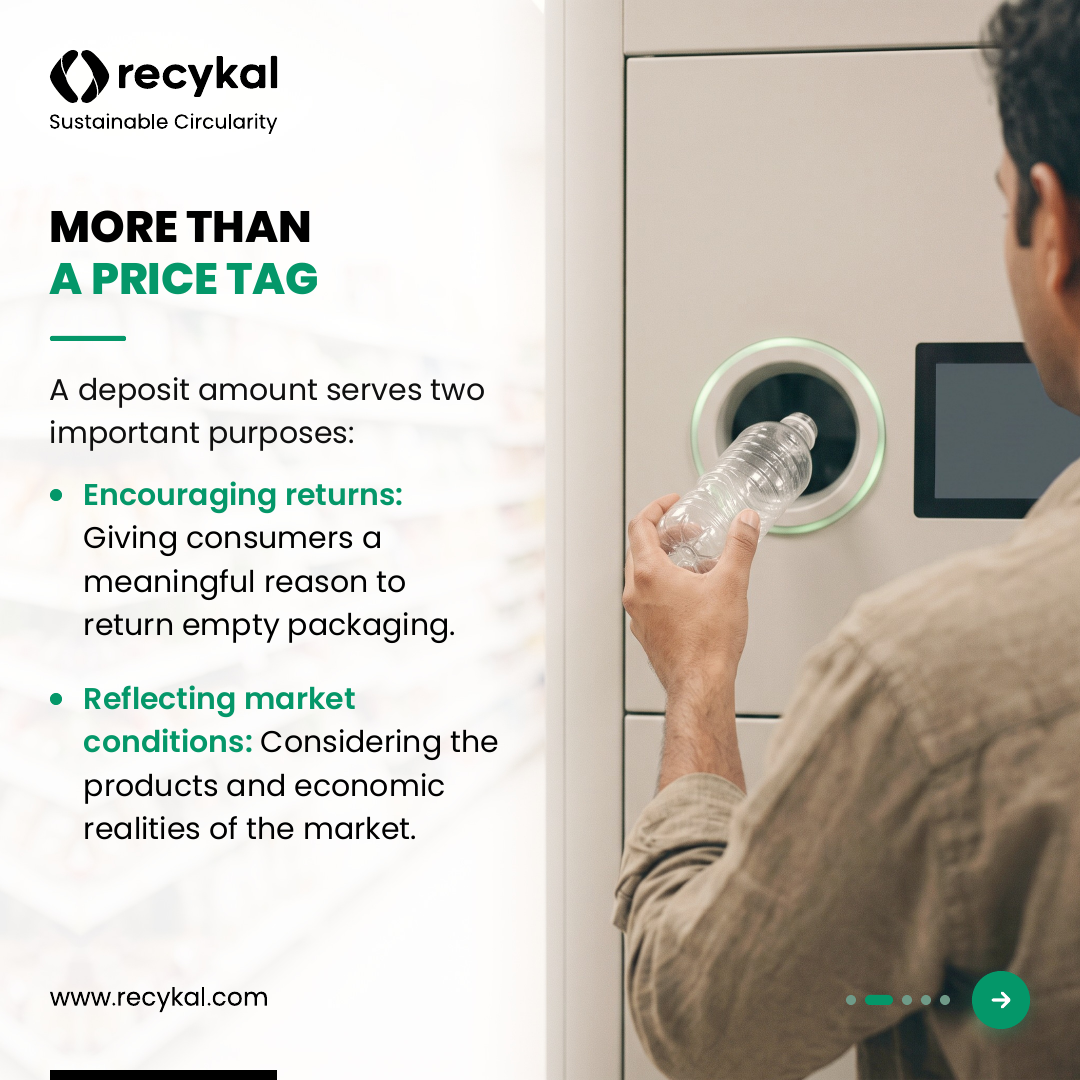 recykal
Sustainable Circularity
MORE THAN
A PRICE TAG
A deposit amount serves two
important purposes:
• Encouraging returns:
Giving consumers a
meaningful reason to
return empty packaging.
• Reflecting market
conditions: Considering the
products and economic
realities of the market.
www.recykal.com